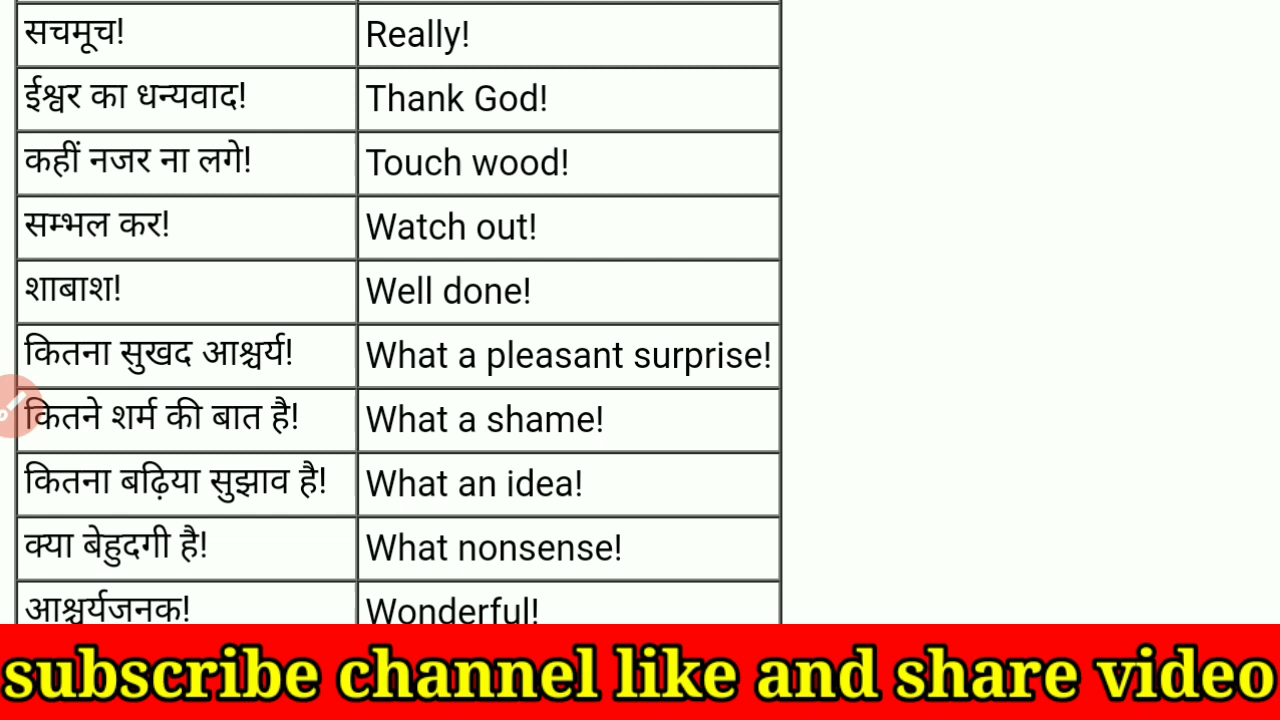 सचमूच! Really!
ईश्वर का धन्यवाद! Thank God!
कहीं नजर ना लगे! Touch wood!
सम्भल कर! Watch out!
शाबाश! Well done!
कितना सुखद आश्चर्य! What a pleasant surprise!
कितने शर्म की बात है! What a shame!
कितना बढ़िया सुझाव है! What an idea!
क्या बेहुदगी है! What nonsense!
आश्चर्यजनक! Wonderful!
subscribe channel like and share video